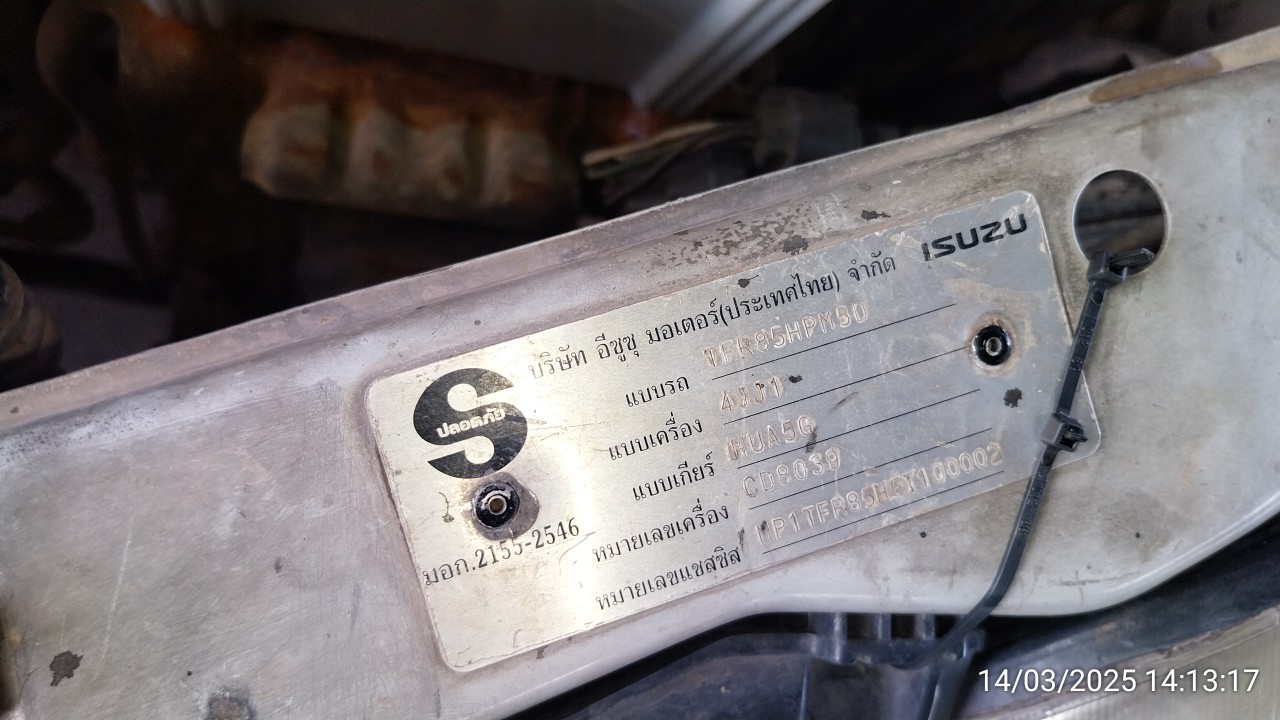 ISUZU
บริษัท อีซูซุ มอเตอร์(ประเทศไทย) จำกัด
ปลอดภัย
แบบรถ TFR85HPM50
แบบเครื่อง 4JJ1
แบบเกียร์ MUA5G
หมายเลขเครื่อง CD8039
หมายเลขแชสซิส
มอก.2155-2546
14/03/2025 14:13:17